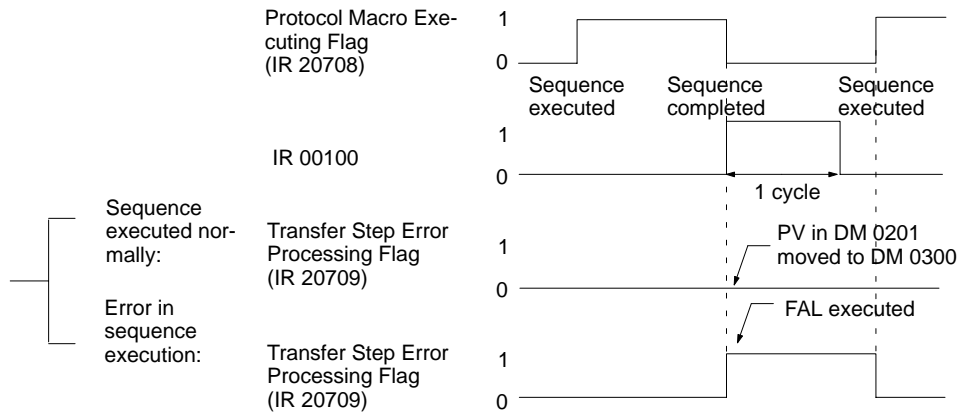 Protocol Macro Exe-
cuting Flag
(IR 20708)
1
0
Sequence
executed
Sequence
completed
Sequence
executed
IR 00100
1
0
1 cycle
Sequence
executed nor-
mally:
Transfer Step Error
Processing Flag
(IR 20709)
1
0
PV in DM 0201
moved to DM 0300
Error in
sequence
execution:
FAL executed
Transfer Step Error
Processing Flag
(IR 20709)
1
0